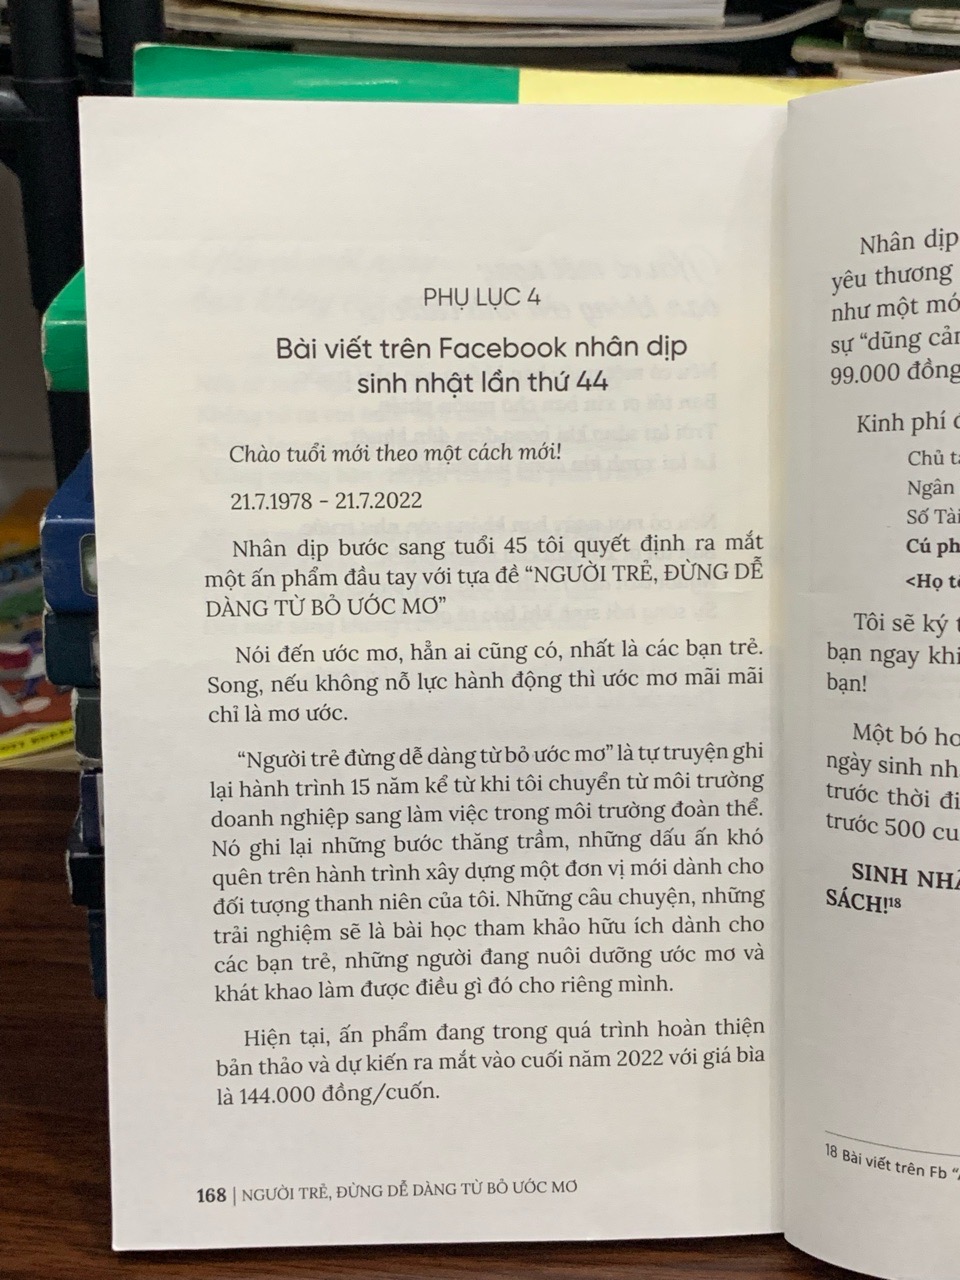 PHỤ LỤC 4
Bài viết trên Facebook nhân dịp
sinh nhật lần thứ 44
Chào tuổi mới theo một cách mới!
21.7.1978 – 21.7.2022
Nhân dịp bước sang tuổi 45 tôi quyết định ra mắt
một ấn phẩm đầu tay với tựa đề “NGƯỜI TRẺ, ĐỪNG DỄ
DÀNG TỪ BỎ ƯỚC MƠ”
Nói đến ước mơ, hẳn ai cũng có, nhất là các bạn trẻ.
Song, nếu không nỗ lực hành động thì ước mơ mãi mãi
chỉ là mơ ước.
“Người trẻ đừng dễ dàng từ bỏ ước mơ” là tự truyện ghi
lại hành trình 15 năm kể từ khi tôi chuyển từ môi trường
doanh nghiệp sang làm việc trong môi trường đoàn thể.
Nó ghi lại những bước thăng trầm, những dấu ấn khó
quên trên hành trình xây dựng một đơn vị mới dành cho
đối tượng thanh niên của tôi. Những câu chuyện, những
trải nghiệm sẽ là bài học tham khảo hữu ích dành cho
các bạn trẻ, những người đang nuôi dưỡng ước mơ và
khát khao làm được điều gì đó cho riêng mình.
Hiện tại, ấn phẩm đang trong quá trình hoàn thiện
bản thảo và dự kiến ra mắt vào cuối năm 2022 với giá bìa
là 144.000 đồng/cuốn.
168 | NGƯỜI TRẺ, ĐỪNG DỄ DÀNG TỪ BỎ ƯỚC MƠ
Nhân dịp
yêu thương
như một
sự “dũng
99.000 đồng
Kinh phí
Chủ
Ngân
Số
Cú
<Họ
Tôi sẽ ký
bạn ngay khi
bạn!
Một bó
ngày sinh
trước thời
trước 500
SINH
SÁCH!18
18 Bài viết trên Fb